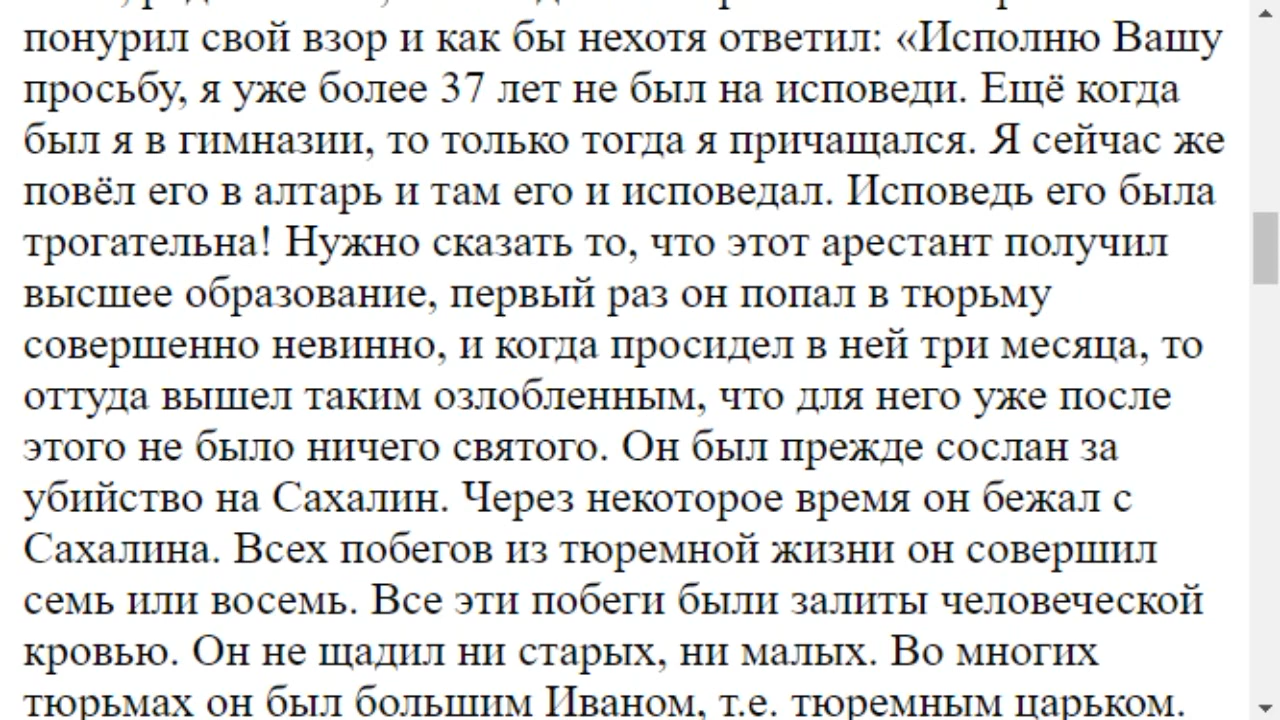 понурил свой взор и как бы нехотя ответил: «Исполню Вашу
просьбу, я уже более 37 лет не был на исповеди. Ещё когда
был я в гимназии, то только тогда я причащался. Я сейчас же
повёл его в алтарь и там его и исповедал. Исповедь его была
трогательна! Нужно сказать то, что этот арестант получил
высшее образование, первый раз он попал в тюрьму
совершенно невинно, и когда просидел в ней три месяца, то
оттуда вышел таким озлобленным, что для него уже после
этого не было ничего святого. Он был прежде сослан за
убийство на Сахалин. Через некоторое время он бежал с
Сахалина. Всех побегов из тюремной жизни он совершил
семь или восемь. Все эти побеги были залиты человеческой
кровью. Он не щадил ни старых, ни малых. Во многих
тюрьмах он был большим Иваном, т.е. тюремным царьком.